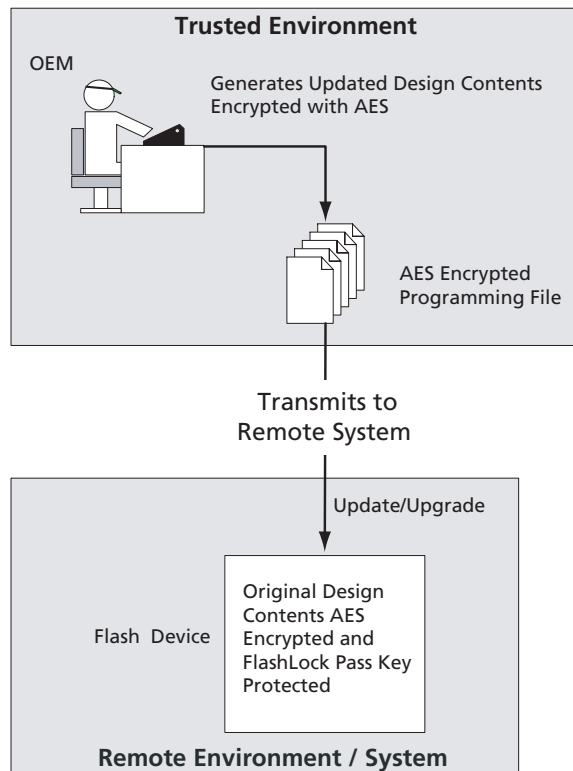 Trusted Environment
OEM
Generates Updated Design Contents
Encrypted with AES
AES Encrypted
Programming File
Transmits to
Remote System
Update/Upgrade
Flash Device
Original Design
Contents AES
Encrypted and
FlashLock Pass Key
Protected
Remote Environment / System